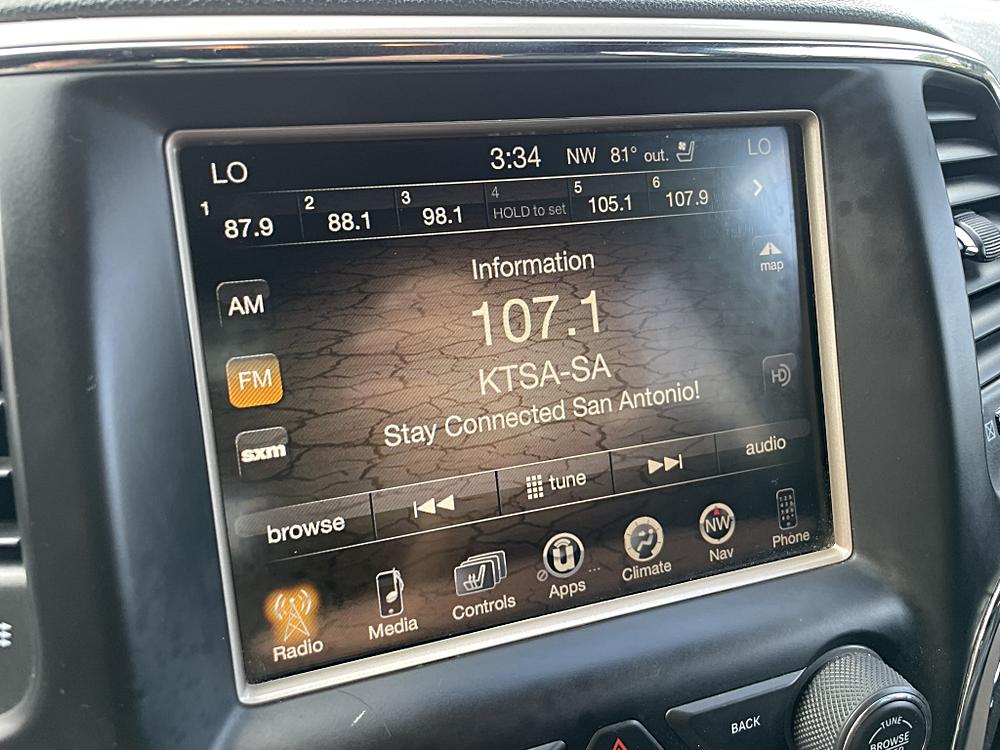 LO 3:34 NW 81° out. LO
1 87.9 2 88.1 3 98.1 4 HOLD to set 5 105.1 6 107.9
Information
map
AM
107.1
FM
KTSA-SA
HD
Stay Connected San Antonio!
sxm
browse tune audio
Radio Media Controls Apps Climate NW Nav Phone
BACK
TUNE
BROWSE